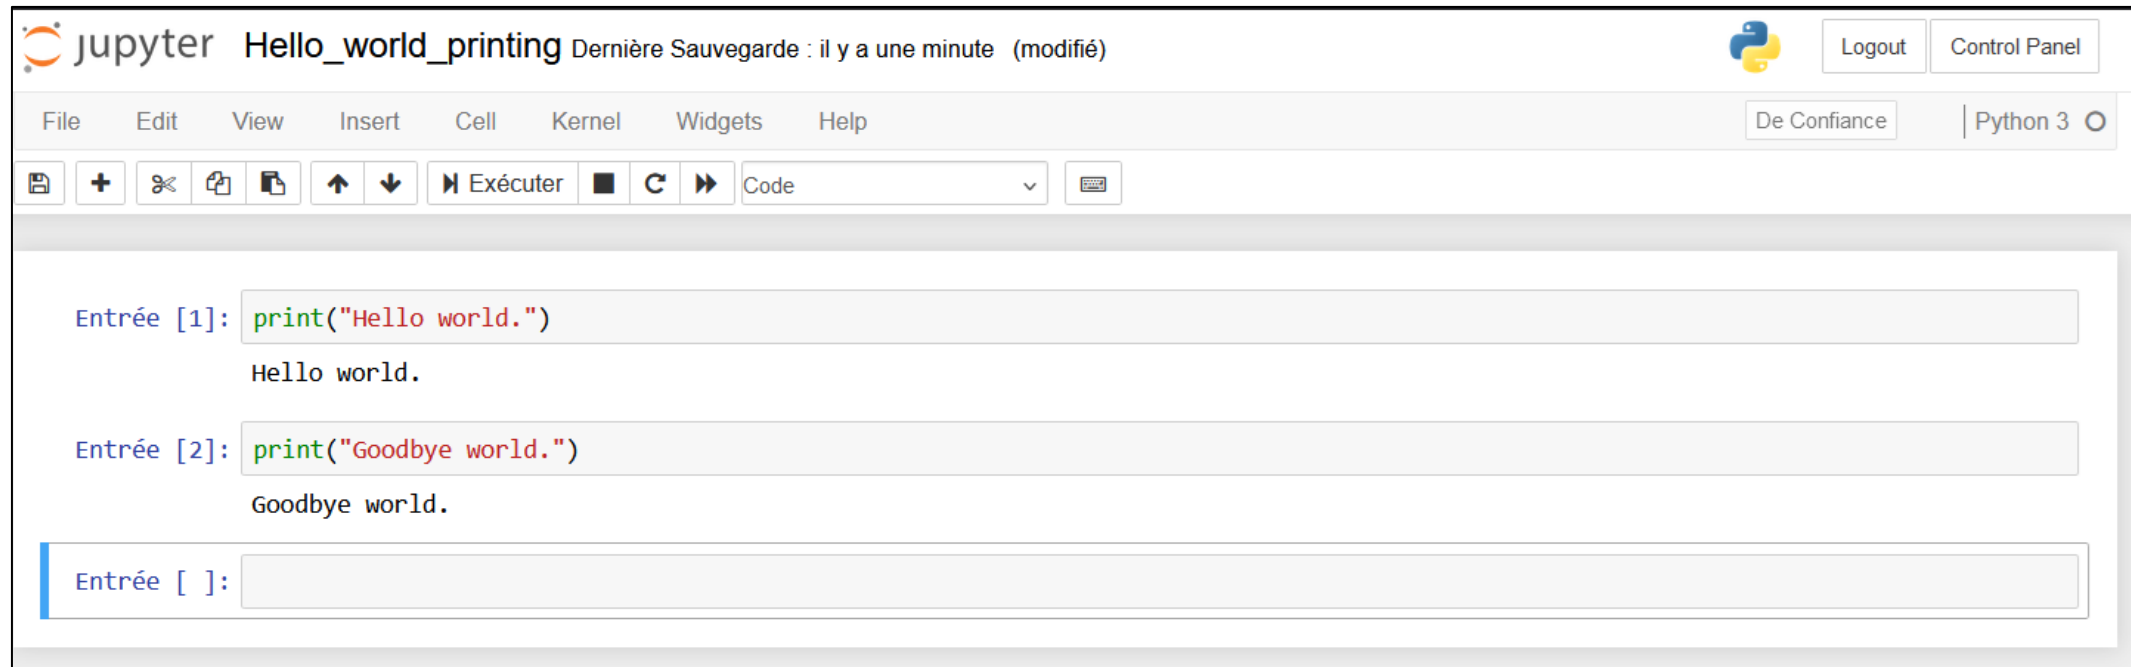 jupyter Hello_world_printing Dernière Sauvegarde : il y a une minute (modifié) Logout Control Panel
File Edit View Insert Cell Kernel Widgets Help De Confiance Python 3
Exécuter Code
Entrée [1]: print("Hello world.")
Hello world.
Entrée [2]: print("Goodbye world.")
Goodbye world.
Entrée [ ]: